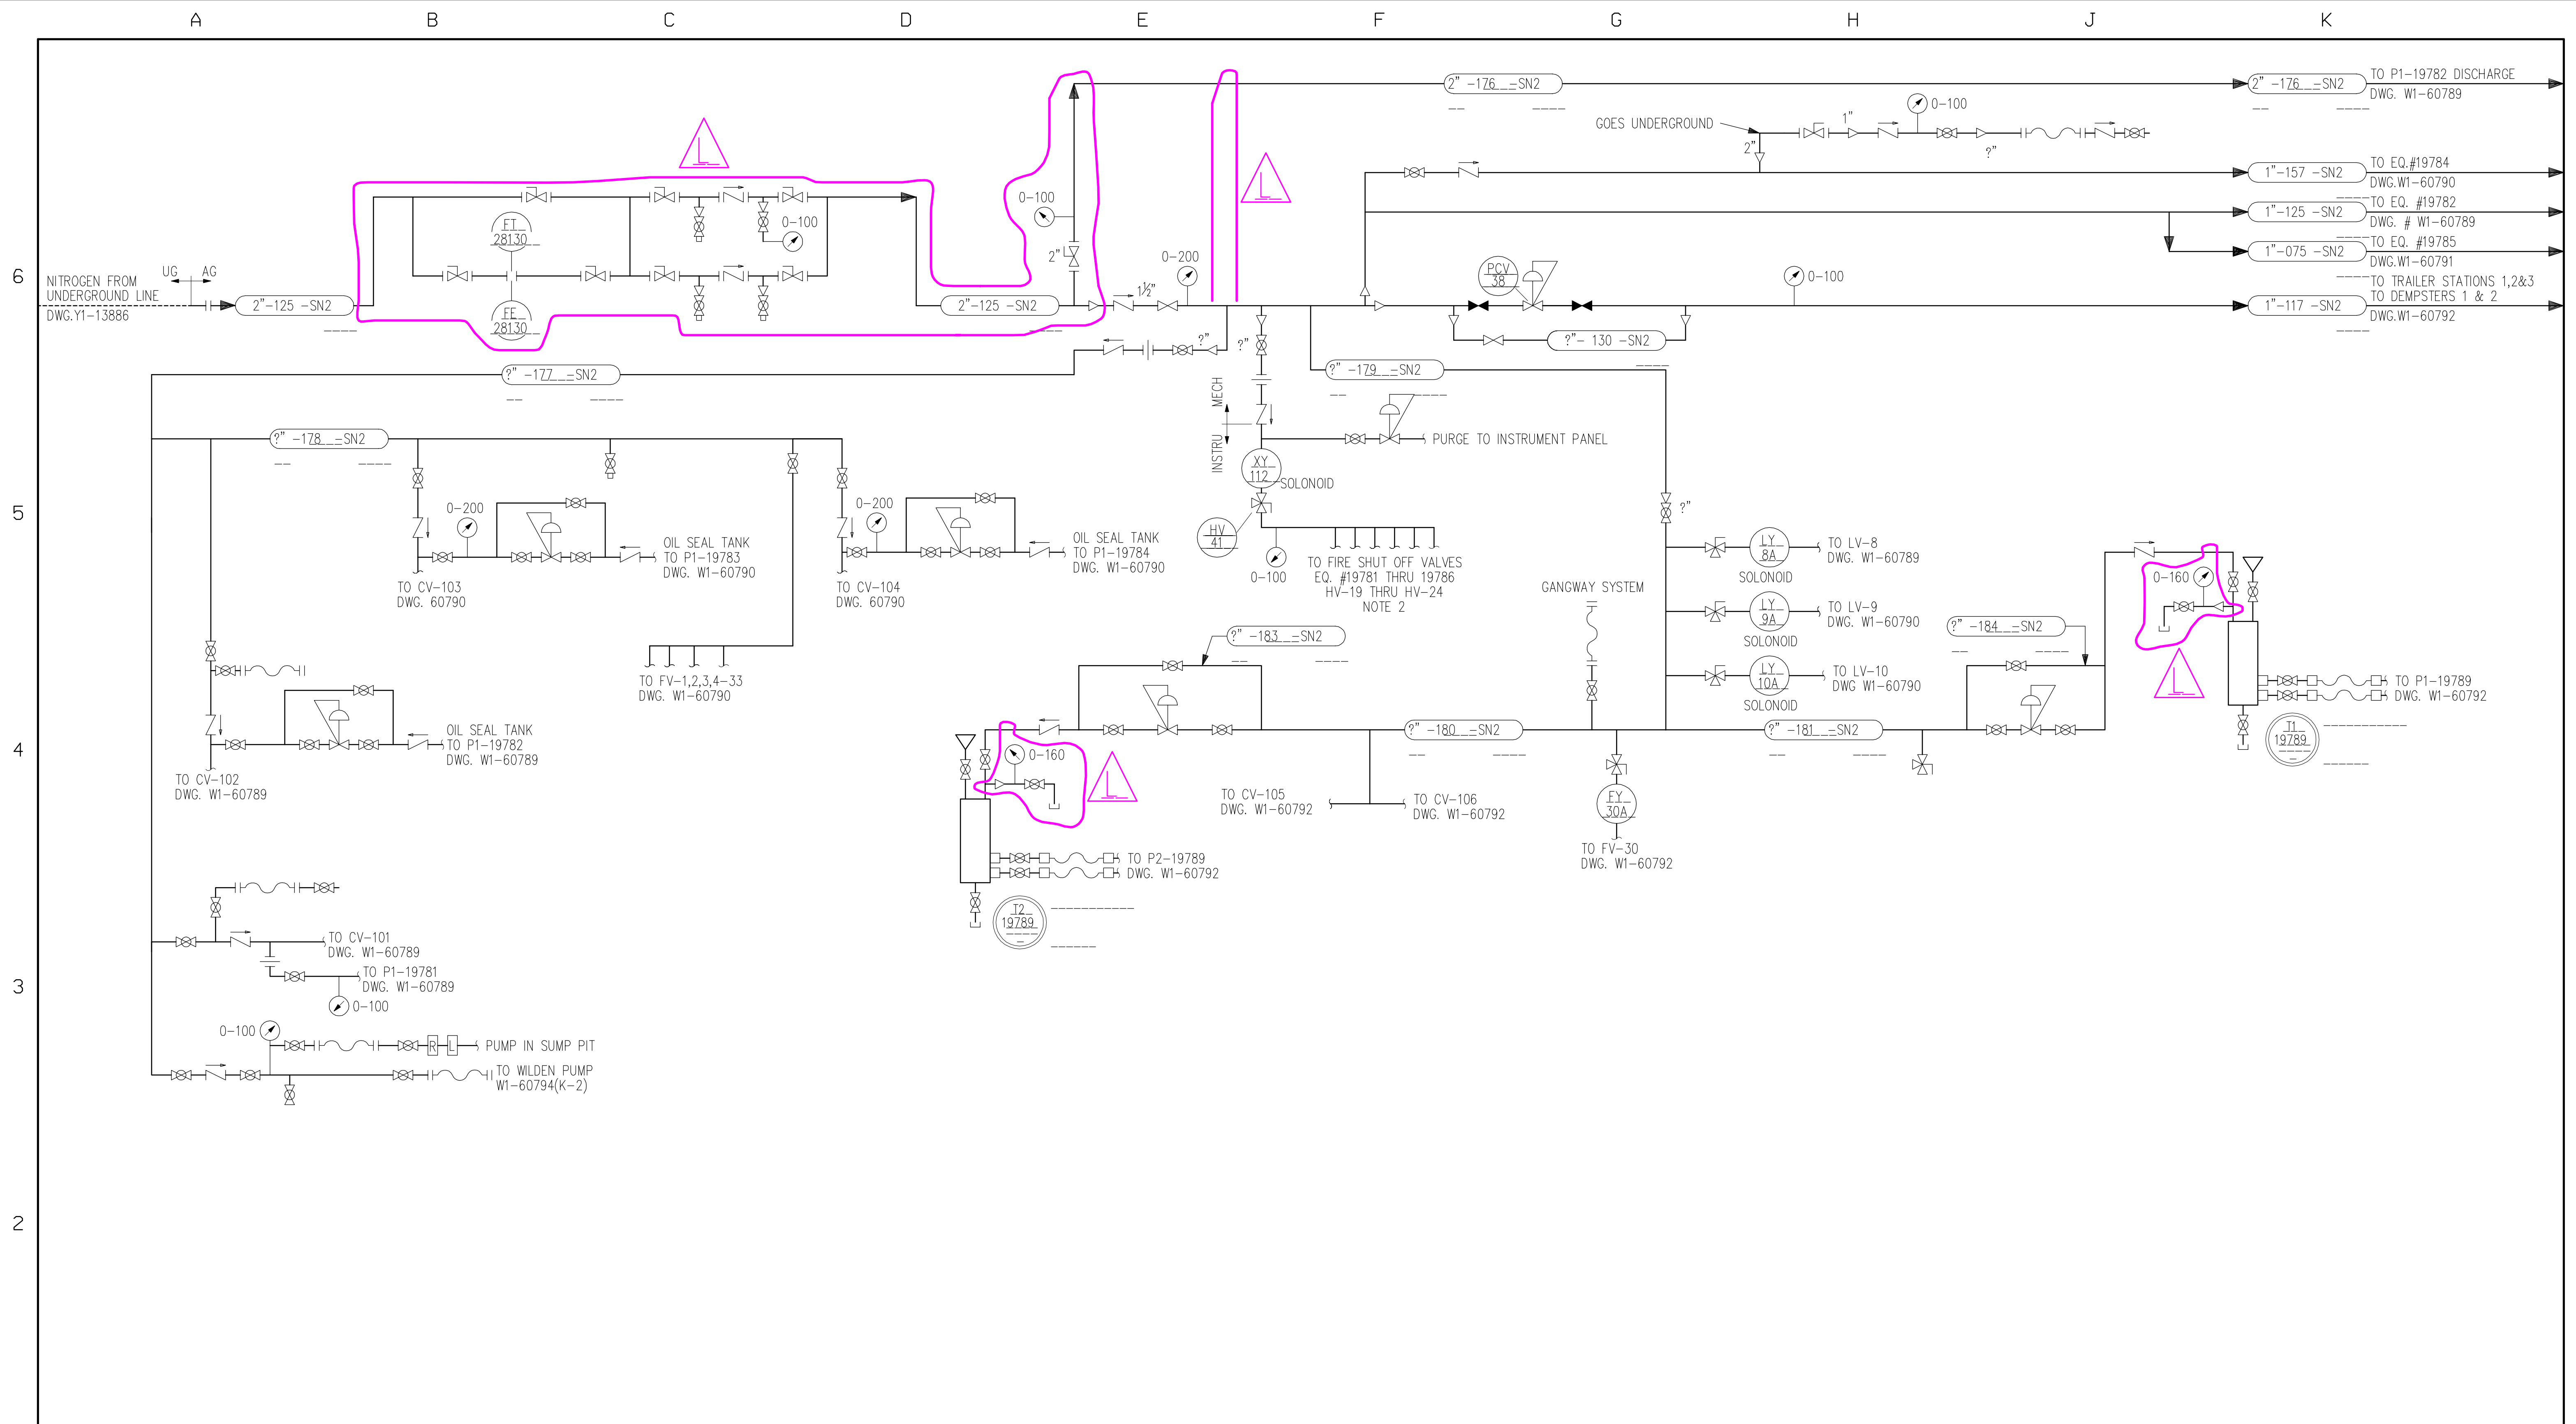 A B C D E F G H J K
6
5
4
3
2
NITROGEN FROM
UNDERGROUND LINE
DWG.Y1-13886
UG AG
2"-125 -SN2
FT
28130
FE
28130
0-100
L
2"-125 -SN2
0-100
2"
1½"
0-200
L
2" -176 -SN2
2" -176 -SN2
TO P1-19782 DISCHARGE
DWG. W1-60789
GOES UNDERGROUND
2"
1"
0-100
?"
1"-157 -SN2
TO EQ.#19784
DWG.W1-60790
1"-125 -SN2
TO EQ. #19782
DWG. # W1-60789
1"-075 -SN2
TO EQ. #19785
DWG.W1-60791
1"-117 -SN2
TO TRAILER STATIONS 1,2&3
TO DEMPSTERS 1 & 2
DWG.W1-60792
PCV
38
0-100
?"- 130 -SN2
?"
?"
?" -177 -SN2
?" -179 -SN2
MECH
INSTRU
PURGE TO INSTRUMENT PANEL
XY
112
SOLONOID
HV
41
0-100
TO FIRE SHUT OFF VALVES
EQ. #19781 THRU 19786
HV-19 THRU HV-24
NOTE 2
?" -178 -SN2
0-200
OIL SEAL TANK
TO P1-19783
DWG. W1-60790
TO CV-103
DWG. 60790
0-200
OIL SEAL TANK
TO P1-19784
DWG. W1-60790
TO CV-104
DWG. 60790
TO FV-1,2,3,4-33
DWG. W1-60790
OIL SEAL TANK
TO P1-19782
DWG. W1-60789
TO CV-102
DWG. W1-60789
?"
LY
8A
SOLONOID
TO LV-8
DWG. W1-60789
LY
9A
SOLONOID
TO LV-9
DWG. W1-60790
LY
10A
SOLONOID
TO LV-10
DWG W1-60790
GANGWAY SYSTEM
?" -183 -SN2
?" -184 -SN2
0-160
L
TO P1-19789
DWG. W1-60792
T1
19789
?" -180 -SN2
?" -181 -SN2
0-160
L
TO CV-105
DWG. W1-60792
TO CV-106
DWG. W1-60792
FY
30A
TO FV-30
DWG. W1-60792
TO P2-19789
DWG. W1-60792
T2
19789
TO CV-101
DWG. W1-60789
TO P1-19781
DWG. W1-60789
0-100
0-100
R L
PUMP IN SUMP PIT
TO WILDEN PUMP
W1-60794(K-2)